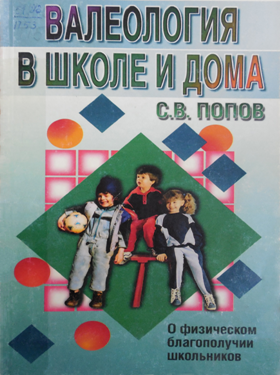 ВАЛЕОЛОГИЯ
В ШКОЛЕ И ДОМА
С.В. ПОПОВ
О физическом
благополучии
школьников